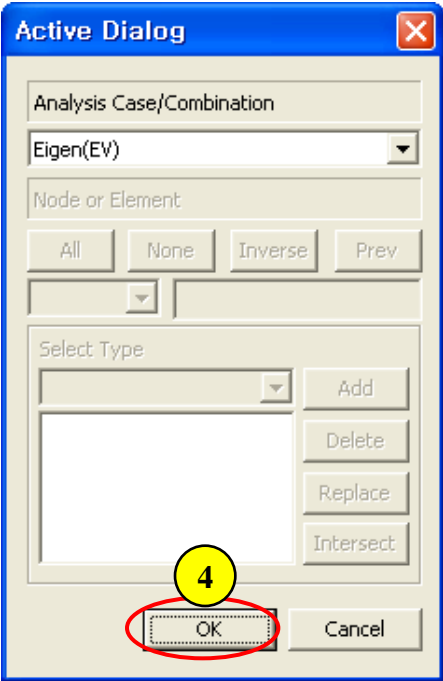 Active Dialog
Analysis Case/Combination
Eigen(EV)
Node or Element
All None Inverse Prev
Select Type
Add
Delete
Replace
Intersect
4
OK Cancel